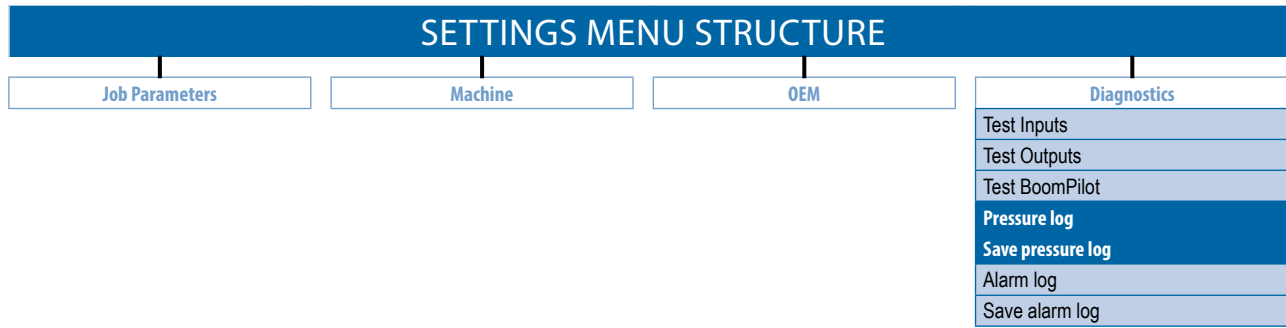 SETTINGS MENU STRUCTURE
Job Parameters
Machine
OEM
Diagnostics
Test Inputs
Test Outputs
Test BoomPilot
Pressure log
Save pressure log
Alarm log
Save alarm log